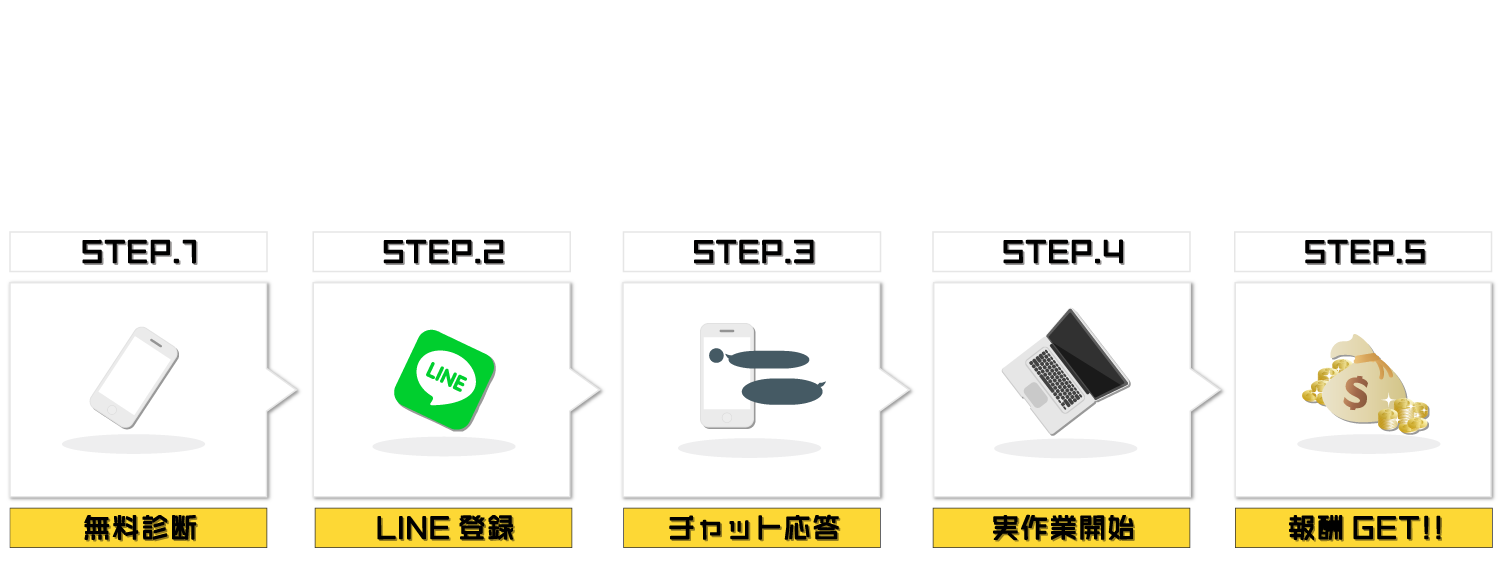 STEP.1
STEP.2
STEP.3
STEP.4
STEP.5
LINE
$
無料診断
LINE 登録
チャット応答
実作業開始
報酬 GET!!